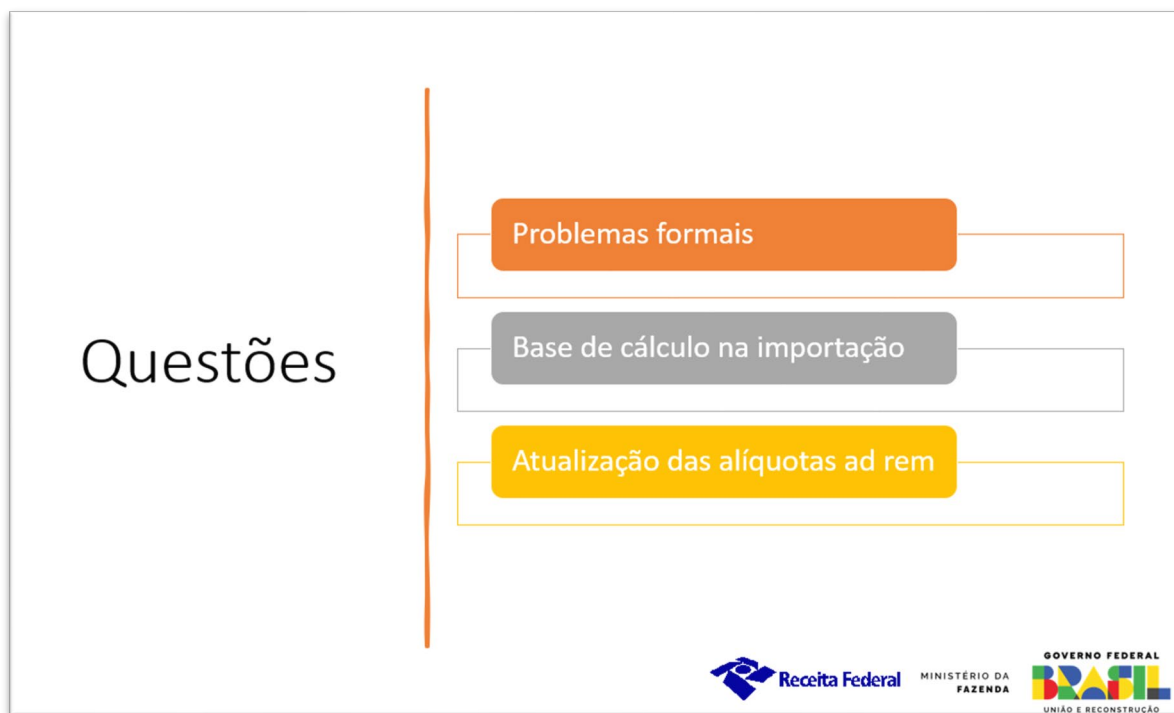 Questões
Problemas formais
Base de cálculo na importação
Atualização das alíquotas ad rem
Receita Federal
MINISTÉRIO DA
FAZENDA
GOVERNO FEDERAL
BRASIL
UNIÃO E RECONSTRUÇÃO